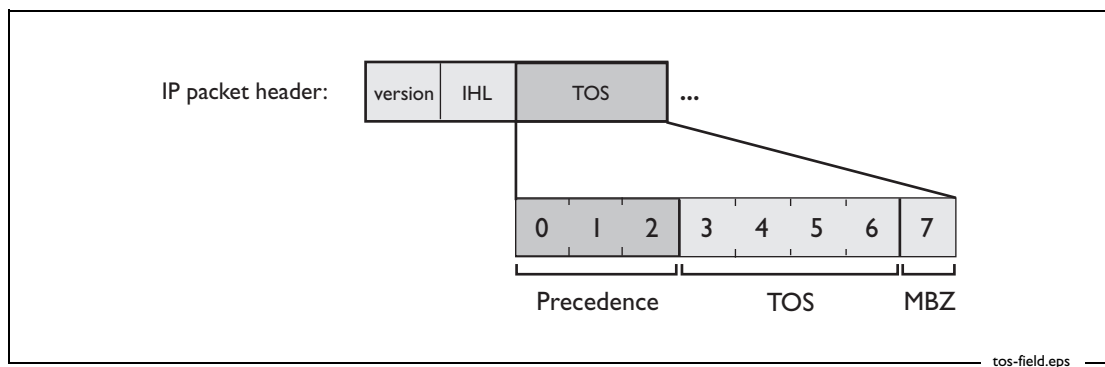 IP packet header: version IHL TOS ...
0 1 2 3 4 5 6 7
Precedence TOS MBZ
tos-field.eps